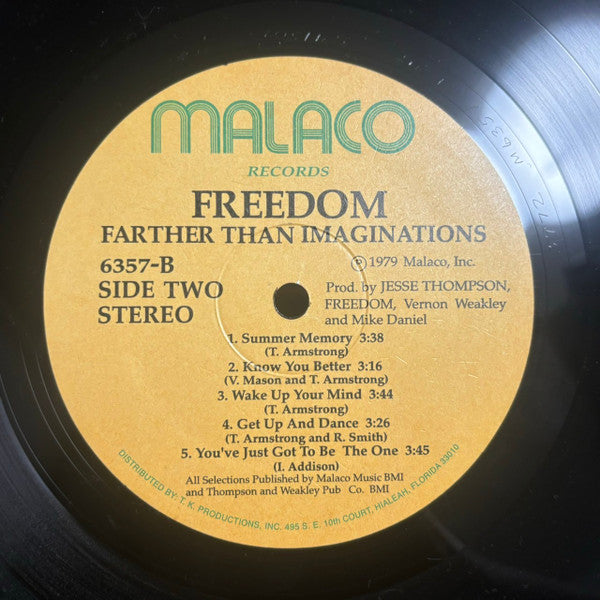 MALACO
RECORDS
FREEDOM
FARTHER THAN IMAGINATIONS
6357-B
SIDE TWO
STEREO
℗ 1979 Malaco, Inc.
Prod. by JESSE THOMPSON,
FREEDOM, Vernon Weakley
and Mike Daniel
1. Summer Memory 3:38
(T. Armstrong)
2. Know You Better 3:16
(V. Mason and T. Armstrong)
3. Wake Up Your Mind 3:44
(T. Armstrong)
4. Get Up And Dance 3:26
(T. Armstrong and R. Smith)
5. You've Just Got To Be The One 3:45
(I. Addison)
All Selections Published by Malaco Music BMI
and Thompson and Weakley Pub Co. BMI
DISTRIBUTED BY: T. K. PRODUCTIONS, INC. 495 S. E. 10th COURT, HIALEAH, FLORIDA 33010